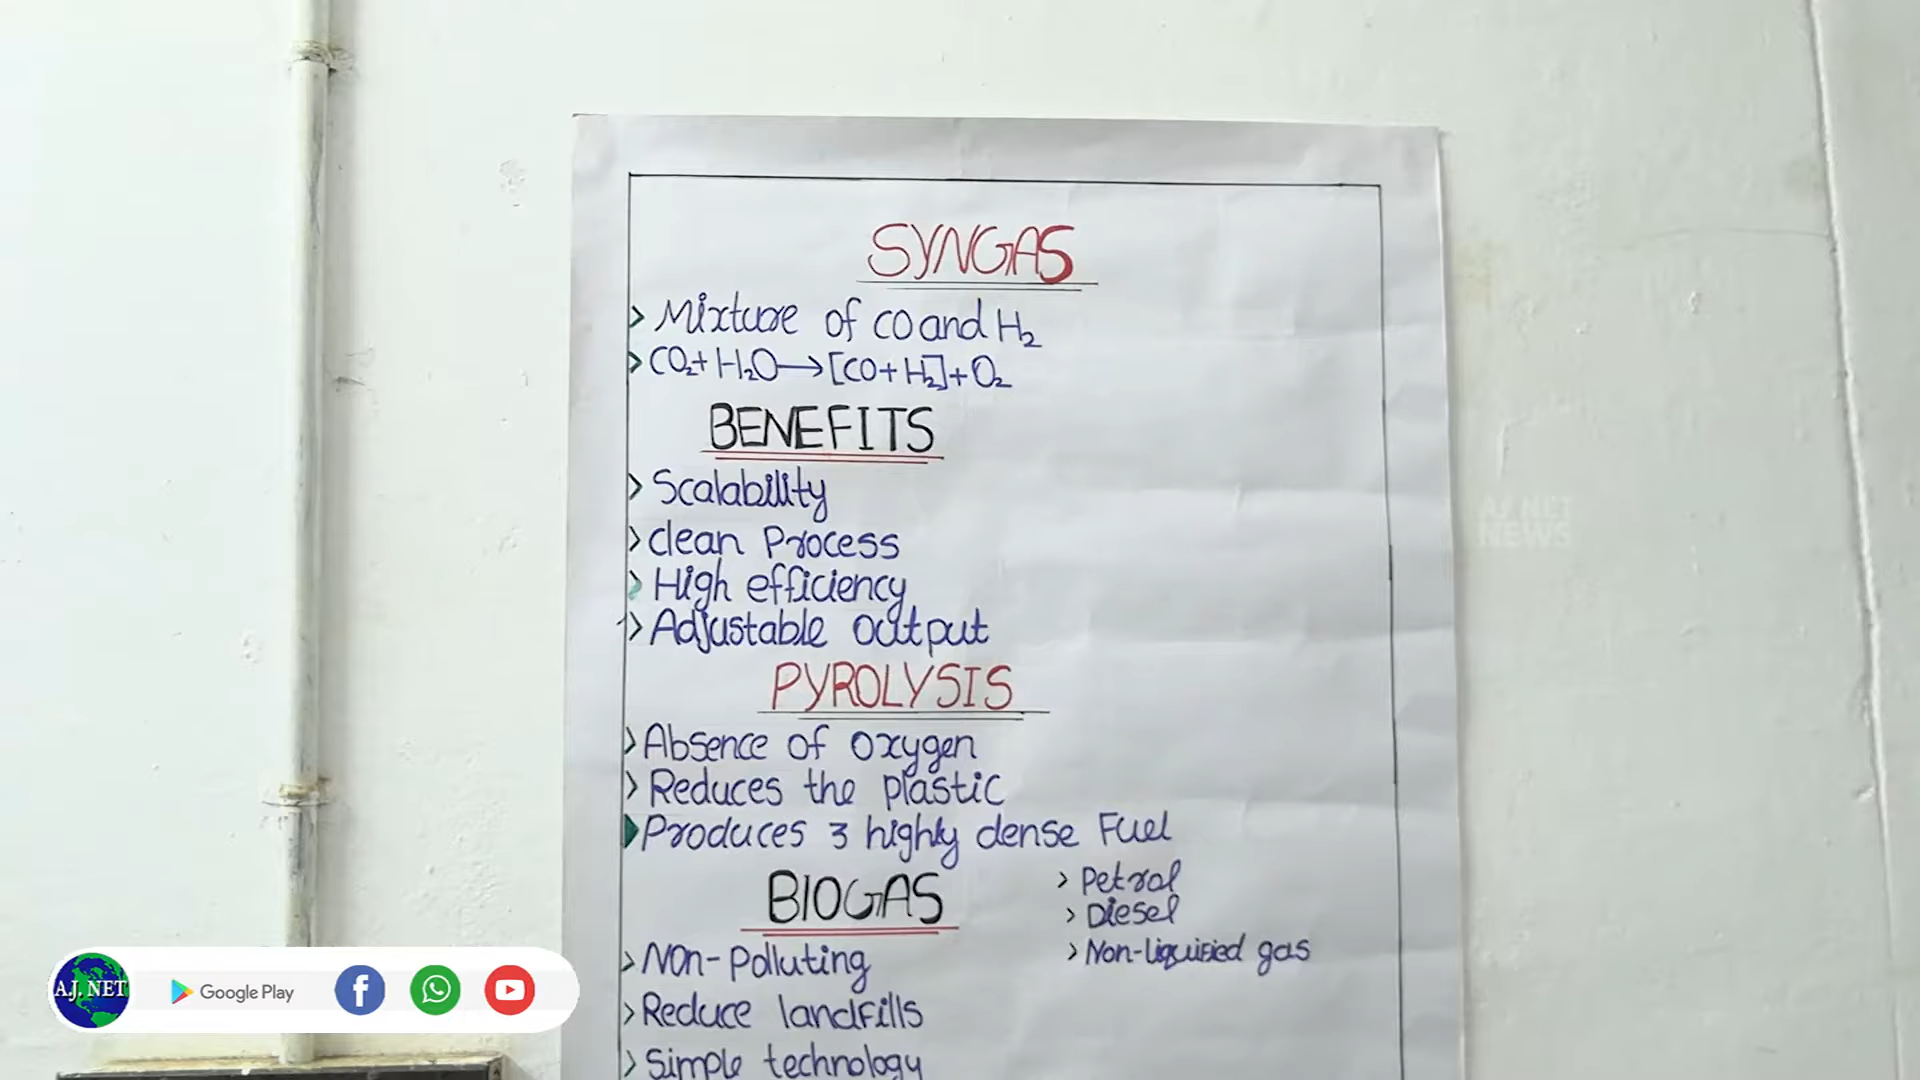 SYNGAS
> Mixture of CO and H₂
> CO₂+H₂O→[CO+H₂]+O₂
BENEFITS
> Scalability
> clean Process
> High efficiency
> Adjustable output
PYROLYSIS
> Absence of oxygen
> Reduces the plastic
> Produces 3 highly dense Fuel
> Petrol
> Diesel
> Non-liquified gas
BIOGAS
> Non-Polluting
> Reduce landfills
> Simple technology
AJ NET
NEWS
A.J. NET
Google Play